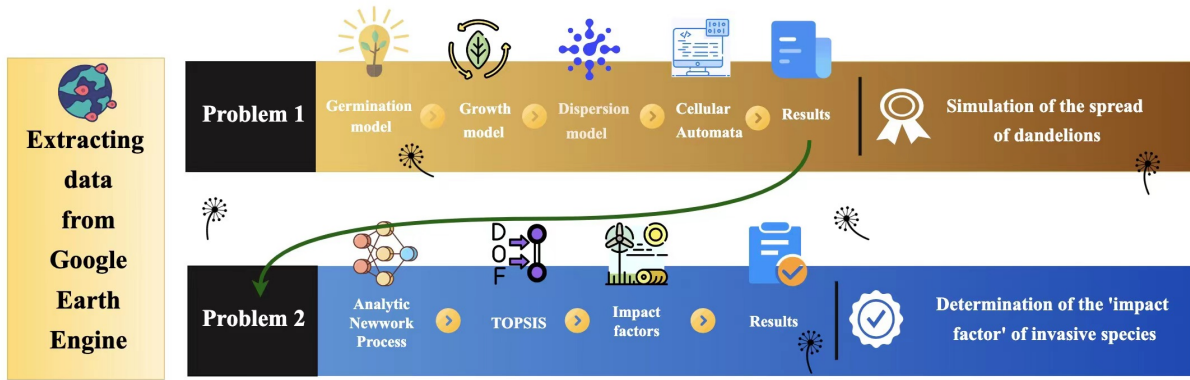 Extracting
data
from
Google
Earth
Engine
Problem 1
Germination
model
Growth
model
Dispersion
model
Cellular
Automata
Results
Simulation of the spread
of dandelions
D
O
F
Problem 2
Analytic
Newwork
Process
TOPSIS
Impact
factors
Results
Determination of the 'impact
factor' of invasive species